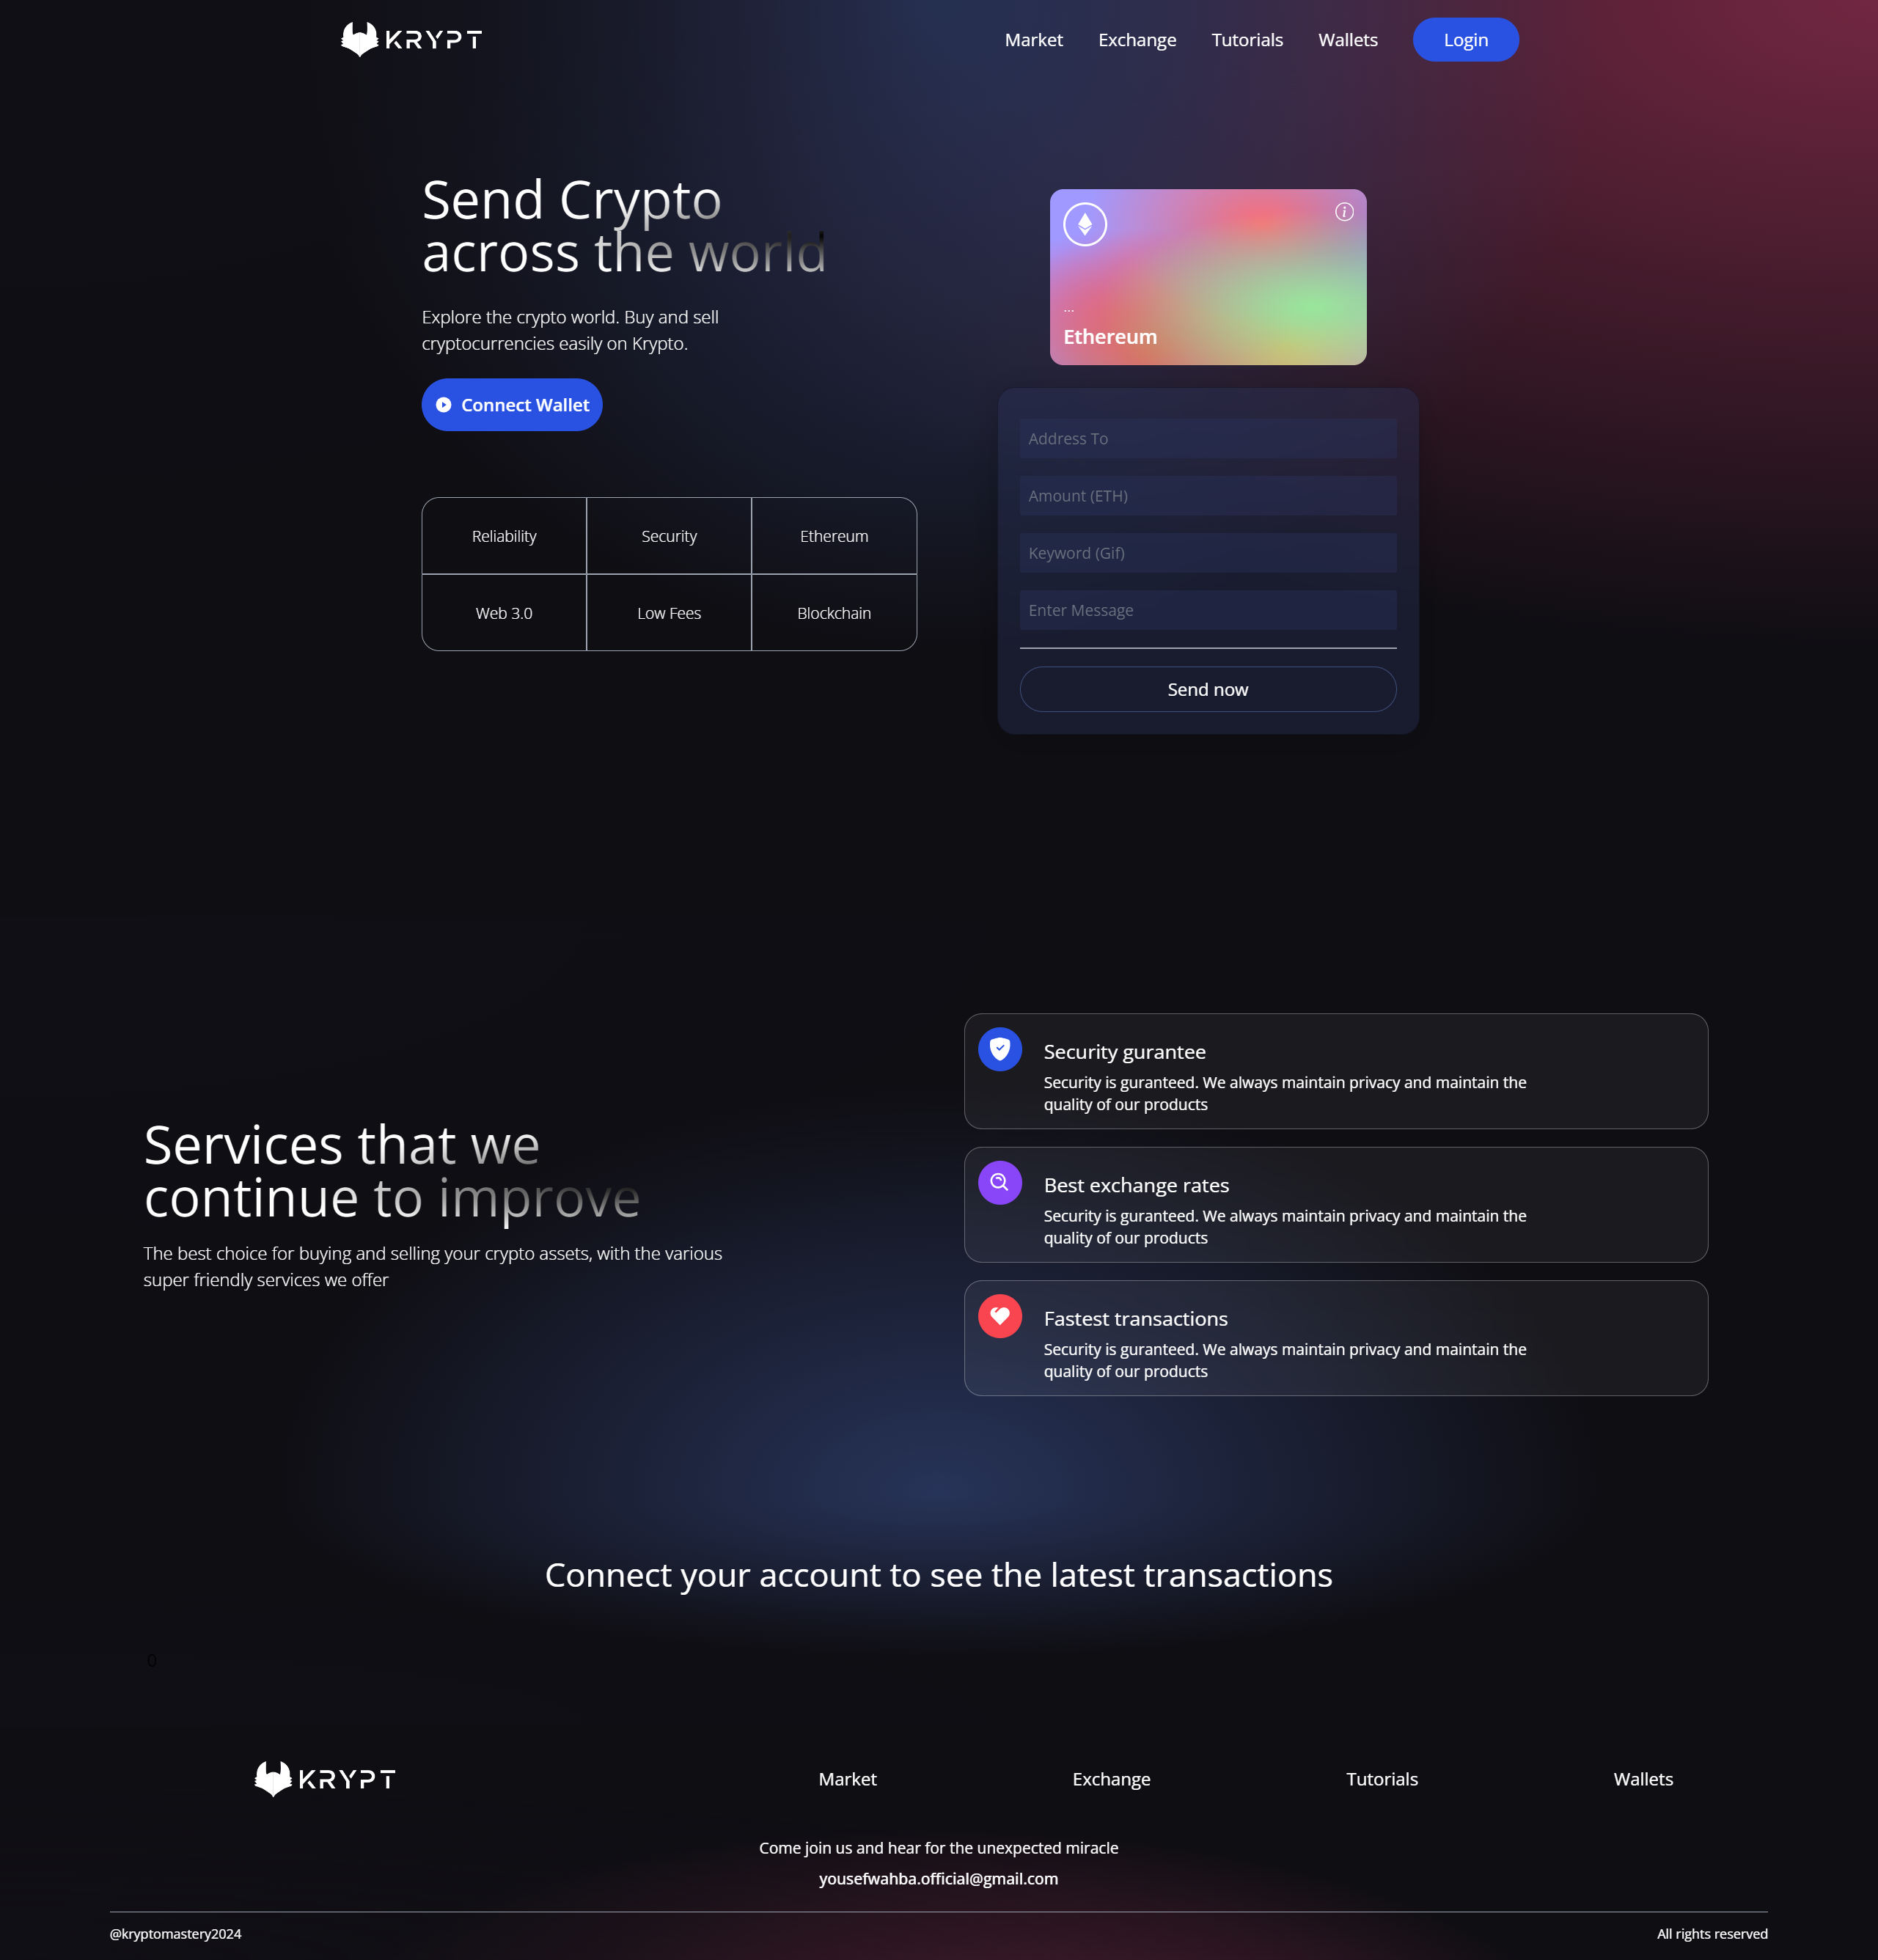 KRYPT
Market
Exchange
Tutorials
Wallets
Login
Send Crypto
across the world
Explore the crypto world. Buy and sell
cryptocurrencies easily on Krypto.
Connect Wallet
Reliability
Security
Ethereum
Web 3.0
Low Fees
Blockchain
...
Ethereum
Address To
Amount (ETH)
Keyword (Gif)
Enter Message
Send now
Services that we
continue to improve
The best choice for buying and selling your crypto assets, with the various
super friendly services we offer
Security gurantee
Security is guranteed. We always maintain privacy and maintain the
quality of our products
Best exchange rates
Security is guranteed. We always maintain privacy and maintain the
quality of our products
Fastest transactions
Security is guranteed. We always maintain privacy and maintain the
quality of our products
Connect your account to see the latest transactions
0
KRYPT
Market
Exchange
Tutorials
Wallets
Come join us and hear for the unexpected miracle
yousefwahba.official@gmail.com
@kryptomastery2024
All rights reserved